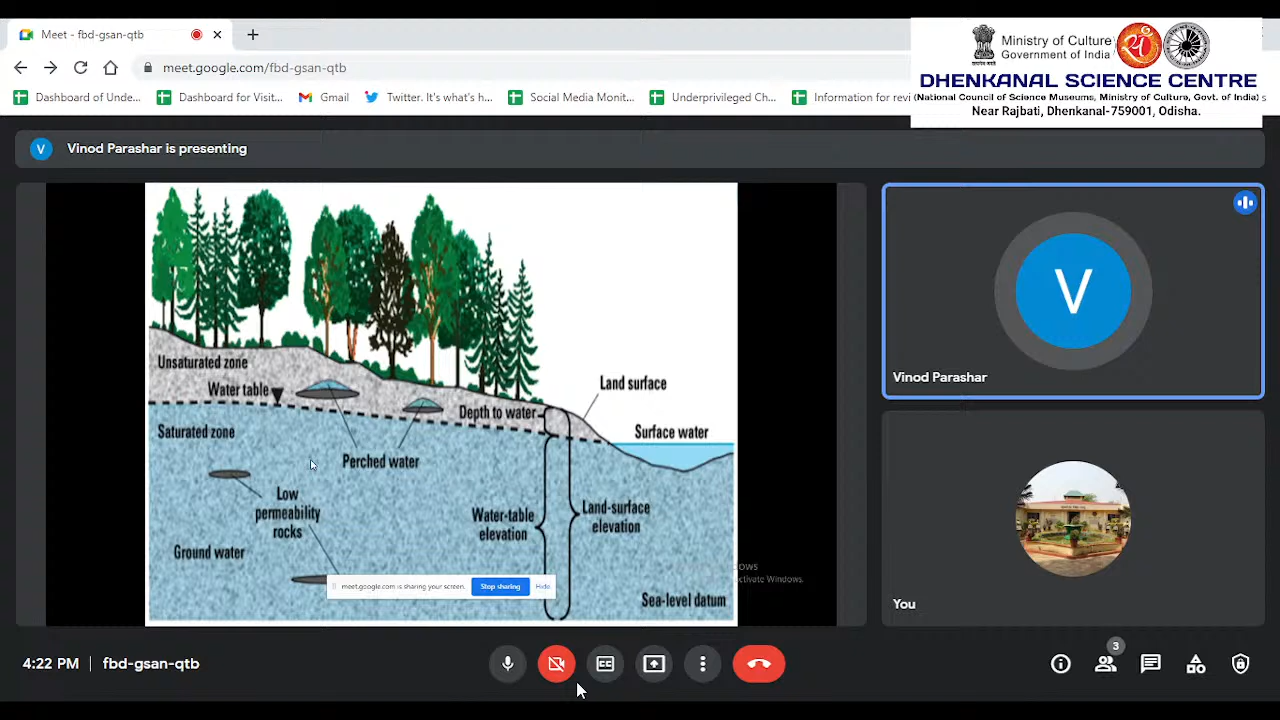 Meet - fbd-gsan-qtb
meet.google.com/fbd-gsan-qtb
Dashboard of Unde...
Dashboard for Visit...
Gmail
Twitter. It's what's h...
Social Media Monit...
Underprivileged Ch...
Information for revi
Ministry of Culture
Government of India
DHENKANAL SCIENCE CENTRE
(National Council of Science Museums, Ministry of Culture, Govt. of India)
Near Rajbati, Dhenkanal-759001, Odisha.
V
Vinod Parashar is presenting
Unsaturated zone
Water table
Saturated zone
Perched water
Low
permeability
rocks
Ground water
Depth to water
Land surface
Surface water
Water-table
elevation
Land-surface
elevation
Sea-level datum
meet.google.com is sharing your screen.
Stop sharing
Hide
V
Vinod Parashar
You
4:22 PM
fbd-gsan-qtb
3